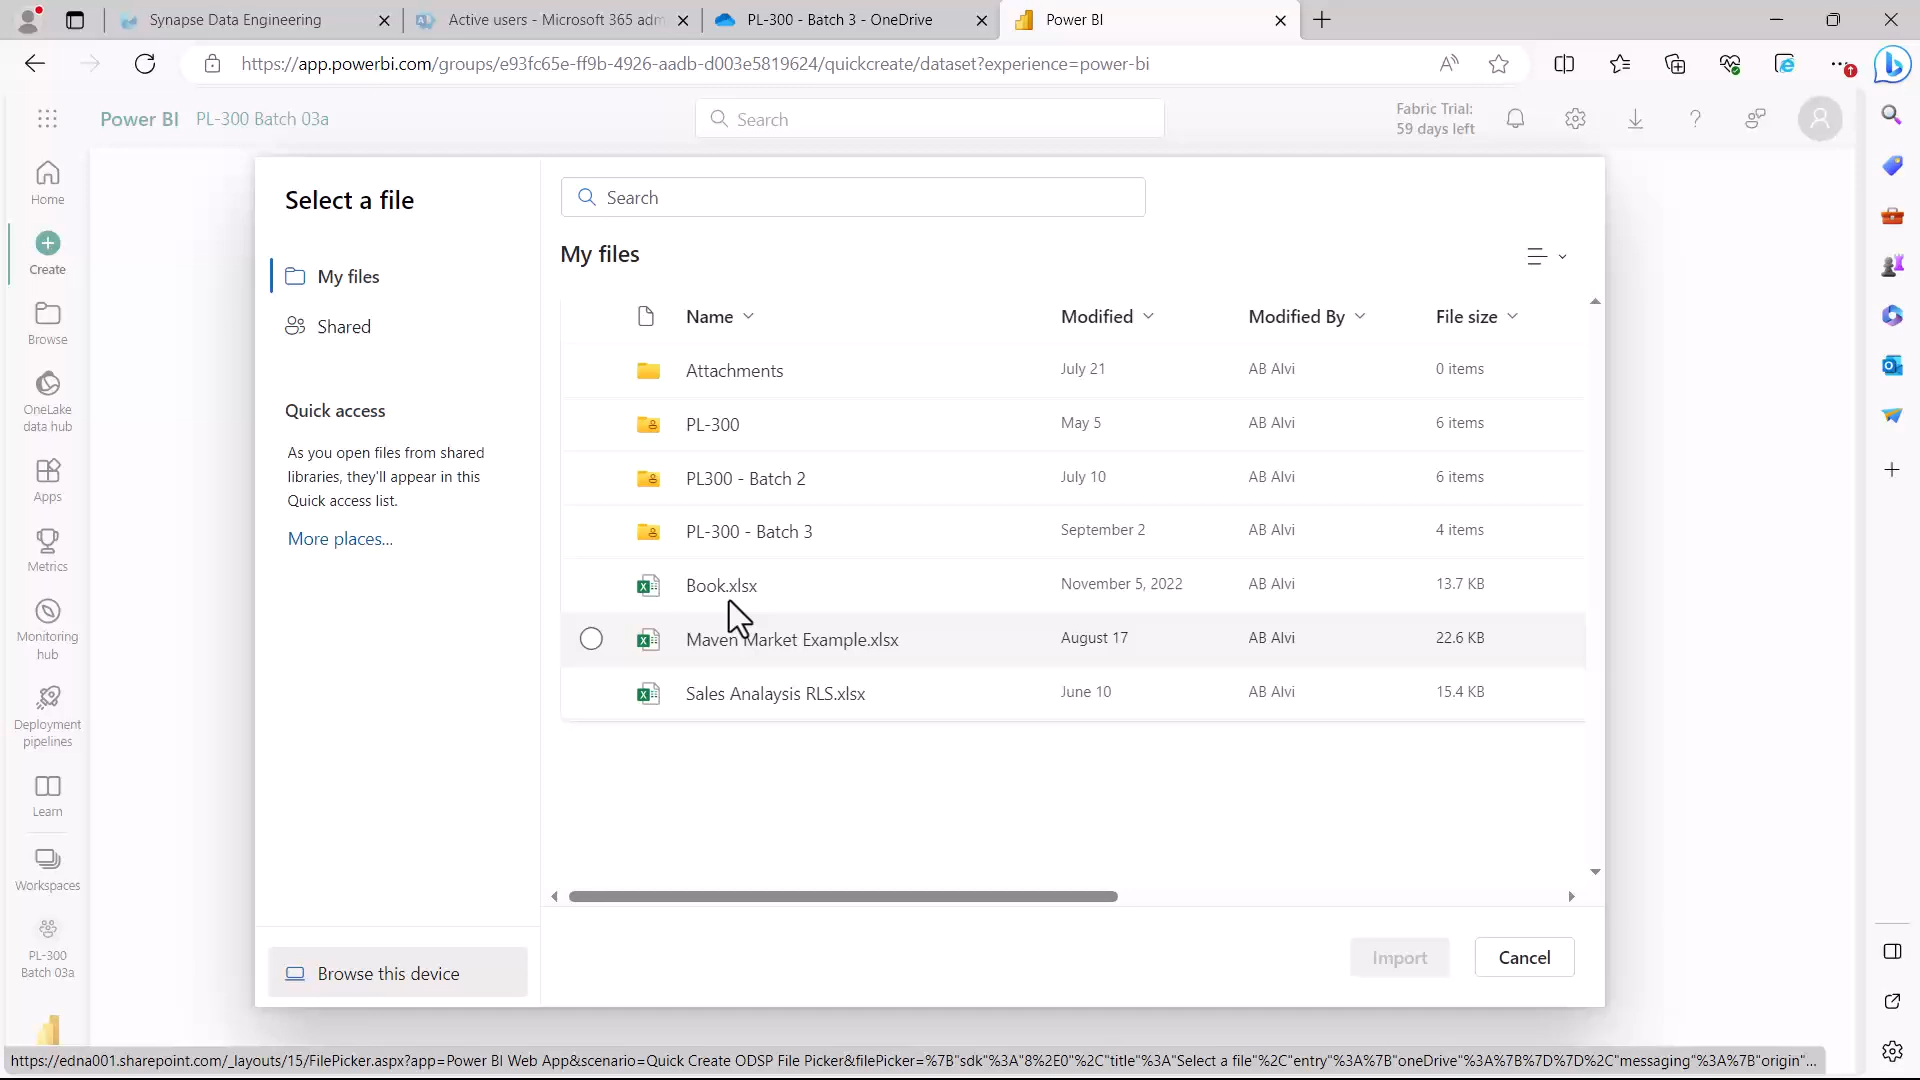 Synapse Data Engineering
Active users - Microsoft 365 adm
PL-300 - Batch 3 - OneDrive
Power BI
https://app.powerbi.com/groups/e93fc65e-ff9b-4926-aadb-d003e5819624/quickcreate/dataset?experience=power-bi
Power BI PL-300 Batch 03a
Search
Fabric Trial:
59 days left
Home
Create
Browse
OneLake
data hub
Apps
Metrics
Monitoring
hub
Deployment
pipelines
Learn
Workspaces
PL-300
Batch 03a
Select a file
My files
Shared
Quick access
As you open files from shared
libraries, they'll appear in this
Quick access list.
More places...
Browse this device
Search
My files
Name Modified Modified By File size
Attachments July 21 AB Alvi 0 items
PL-300 May 5 AB Alvi 6 items
PL300 - Batch 2 July 10 AB Alvi 6 items
PL-300 - Batch 3 September 2 AB Alvi 4 items
Book.xlsx November 5, 2022 AB Alvi 13.7 KB
Maven Market Example.xlsx August 17 AB Alvi 22.6 KB
Sales Analaysis RLS.xlsx June 10 AB Alvi 15.4 KB
Import Cancel
https://edna001.sharepoint.com/_layouts/15/FilePicker.aspx?app=Power BI Web App&scenario=Quick Create ODSP File Picker&filePicker=%7B"sdk"%3A"8%2E0"%2C"title"%3A"Select a file"%2C"entry"%3A%7B"oneDrive"%3A%7B%7D%7D%2C"messaging"%3A%7B"origin"...